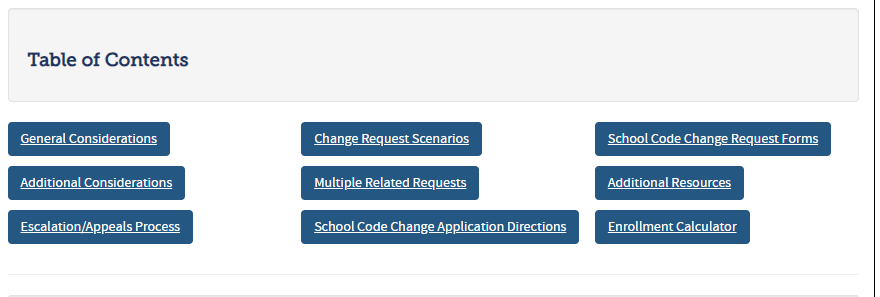 Table of Contents
General Considerations
Change Request Scenarios
School Code Change Request Forms
Additional Considerations
Multiple Related Requests
Additional Resources
Escalation/Appeals Process
School Code Change Application Directions
Enrollment Calculator